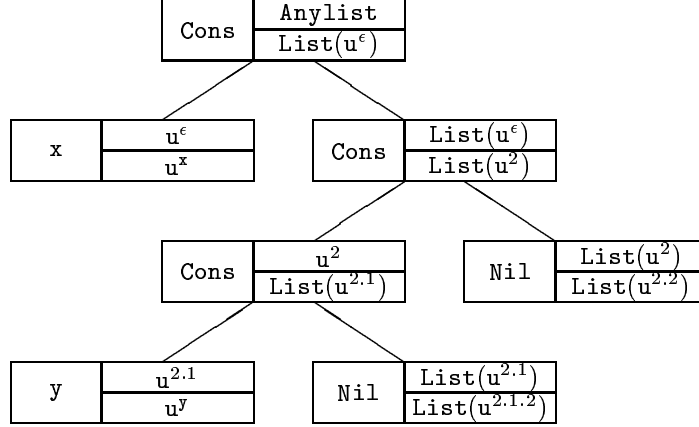 Cons Anylist
List(u^ε)
x u^ε
u^x
Cons List(u^ε)
List(u^2)
Cons u^2
List(u^2.1)
Nil List(u^2)
List(u^2.2)
y u^2.1
u^y
Nil List(u^2.1)
List(u^2.1.2)